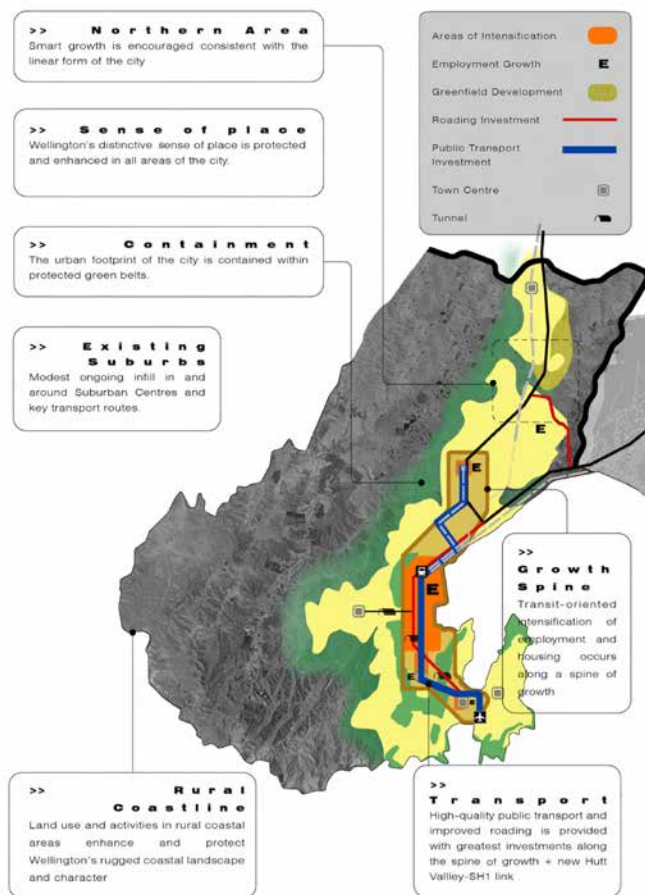 >> Northern Area
Smart growth is encouraged consistent with the
linear form of the city
>> Sense of place
Wellington's distinctive sense of place is protected
and enhanced in all areas of the city.
>> Containment
The urban footprint of the city is contained within
protected green belts.
>> Existing
Suburbs
Modest ongoing infill in and
around Suburban Centres and
key transport routes.
Areas of Intensification
Employment Growth E
Greenfield Development
Roading Investment
Public Transport
Investment
Town Centre
Tunnel
E
E
E
E
>>
Growth
Spine
Transit-oriented
intensification of
employment and
housing occurs
along a spine of
growth
>> Rural
Coastline
Land use and activities in rural coastal
areas enhance and protect
Wellington's rugged coastal landscape
and character
>>
Transport
High-quality public transport and
improved roading is provided
with greatest investments along
the spine of growth + new Hutt
Vallley-SH1 link